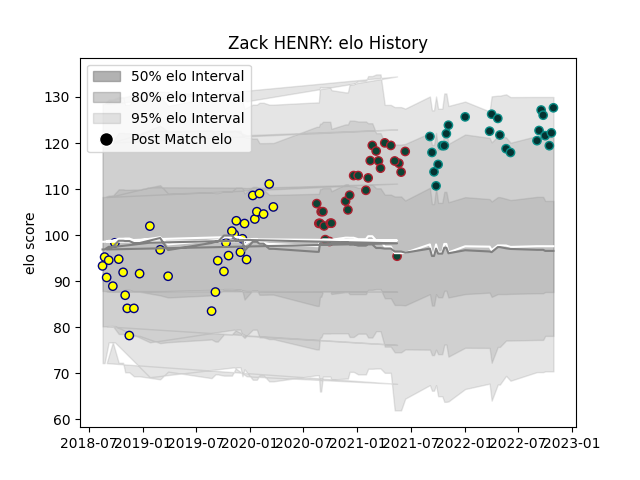 Zack HENRY: elo History
50% elo Interval
80% elo Interval
95% elo Interval
Post Match elo
elo score
130
120
110
100
90
80
70
60
2018-07 2019-01 2019-07 2020-01 2020-07 2021-01 2021-07 2022-01 2022-07 2023-01